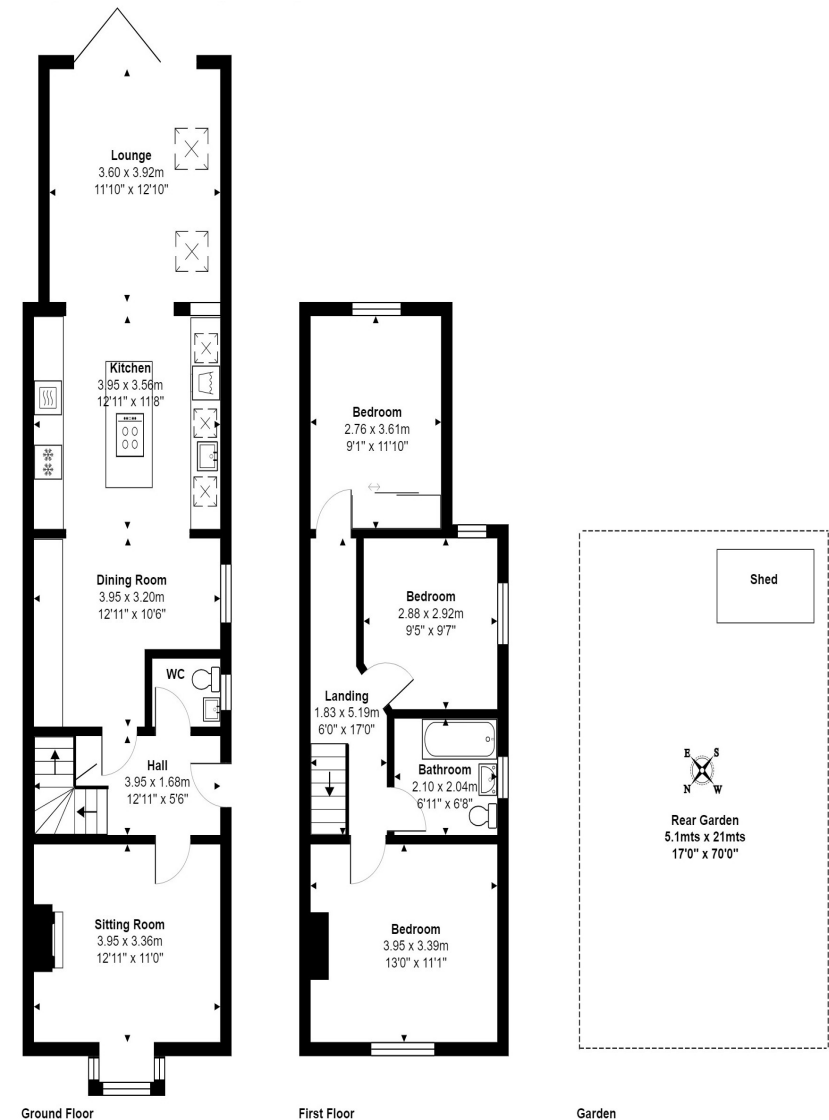 Lounge
3.60 x 3.92m
11'10" x 12'10"
Kitchen
3.95 x 3.56m
12'11" x 11'8"
Dining Room
3.95 x 3.20m
12'11" x 10'6"
WC
Hall
3.95 x 1.68m
12'11" x 5'6"
Sitting Room
3.95 x 3.36m
12'11" x 11'0"
Ground Floor
Bedroom
2.76 x 3.61m
9'1" x 11'10"
Bedroom
2.88 x 2.92m
9'5" x 9'7"
Landing
1.83 x 5.19m
6'0" x 17'0"
Bathroom
2.10 x 2.04m
6'11" x 6'8"
Bedroom
3.95 x 3.39m
13'0" x 11'1"
First Floor
Shed
E S
N W
Rear Garden
5.1mts x 21mts
17'0" x 70'0"
Garden